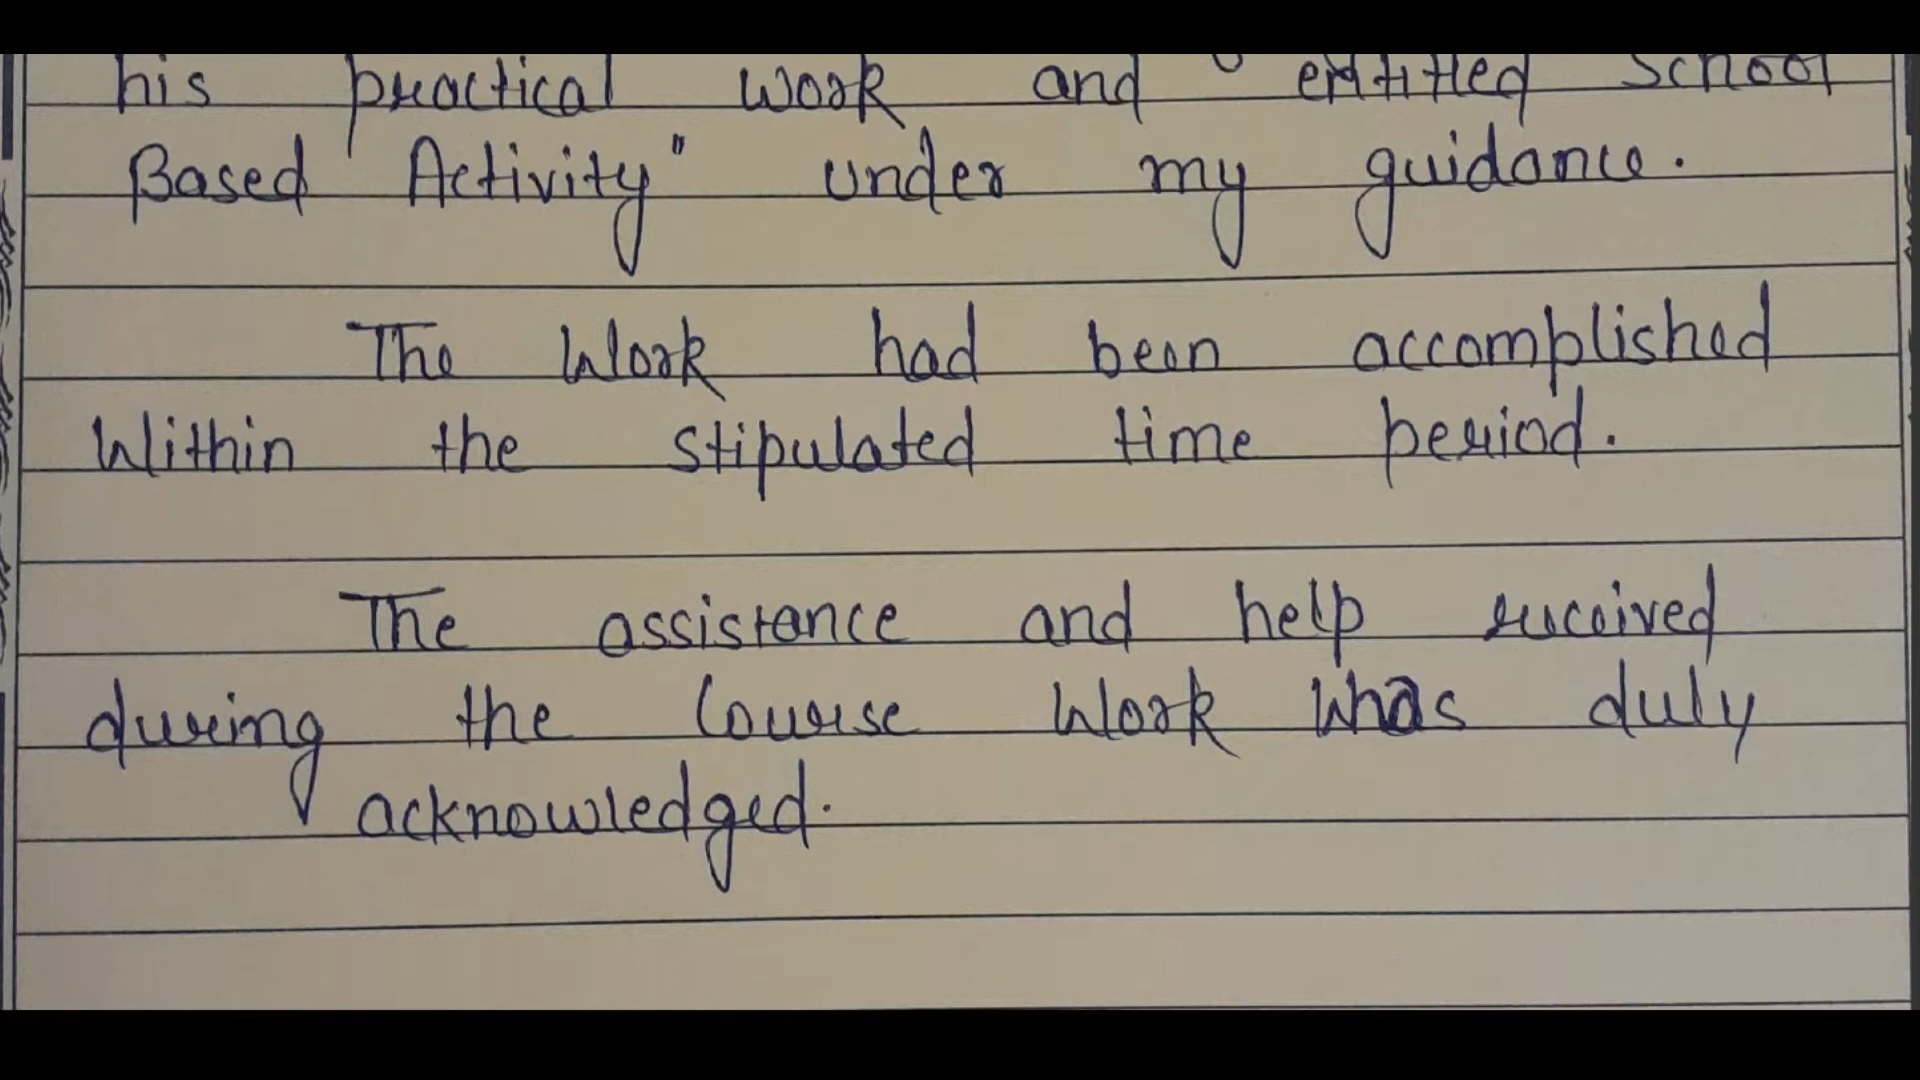 his practical work and entitled School
Based Activity" under my guidance.
The Work had been accomplished
Within the stipulated time period.
The assistance and help received
during the Course Work whas duly
acknowledged.